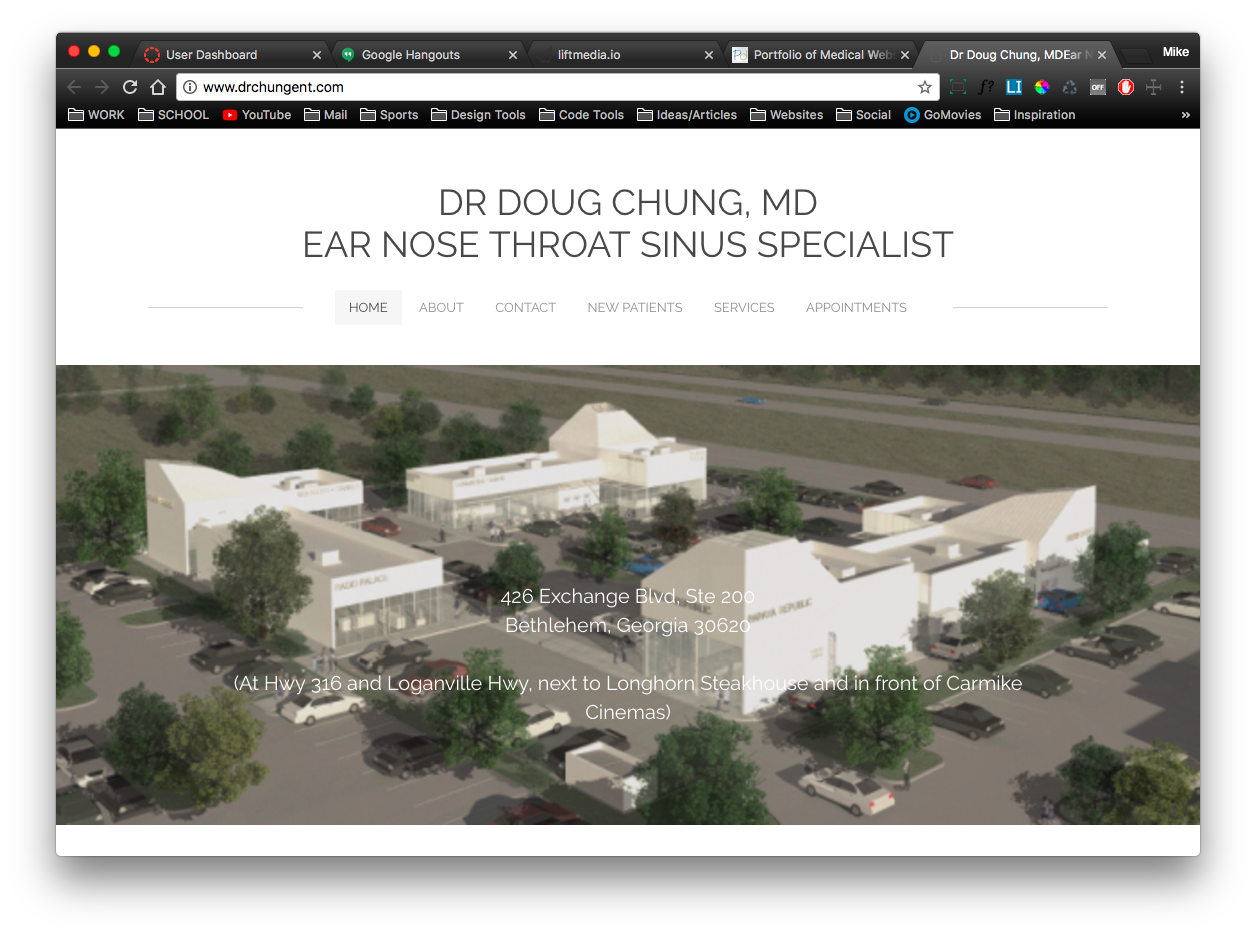 User Dashboard
Google Hangouts
liftmedia.io
Portfolio of Medical Web
Dr Doug Chung, MDEar N
Mike
www.drchungent.com
f?
LI
OFF
WORK
SCHOOL
YouTube
Mail
Sports
Design Tools
Code Tools
Ideas/Articles
Websites
Social
GoMovies
Inspiration
»
DR DOUG CHUNG, MD
EAR NOSE THROAT SINUS SPECIALIST
HOME
ABOUT
CONTACT
NEW PATIENTS
SERVICES
APPOINTMENTS
RADIO PALACE
REPUBLIC
426 Exchange Blvd, Ste 200
Bethlehem, Georgia 30620
(At Hwy 316 and Loganville Hwy, next to Longhorn Steakhouse and in front of Carmike
Cinemas)